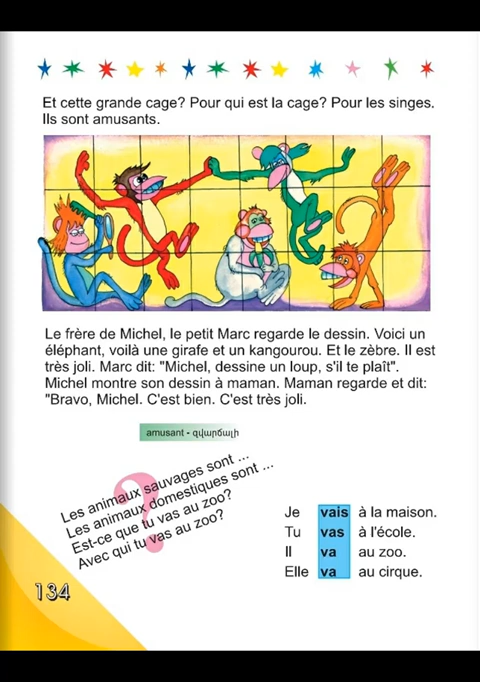 Et cette grande cage? Pour qui est la cage? Pour les singes.
Ils sont amusants.
Le frère de Michel, le petit Marc regarde le dessin. Voici un
éléphant, voilà une girafe et un kangourou. Et le zèbre. Il est
très joli. Marc dit: "Michel, dessine un loup, s'il te plaît".
Michel montre son dessin à maman. Maman regarde et dit:
"Bravo, Michel. C'est bien. C'est très joli.
amusant - զվարճալի
Les animaux sauvages sont ...
Les animaux domestiques sont ...
Est-ce que tu vas au zoo?
Avec qui tu vas au zoo?
?
Je vais à la maison.
Tu vas à l'école.
Il va au zoo.
Elle va au cirque.
134